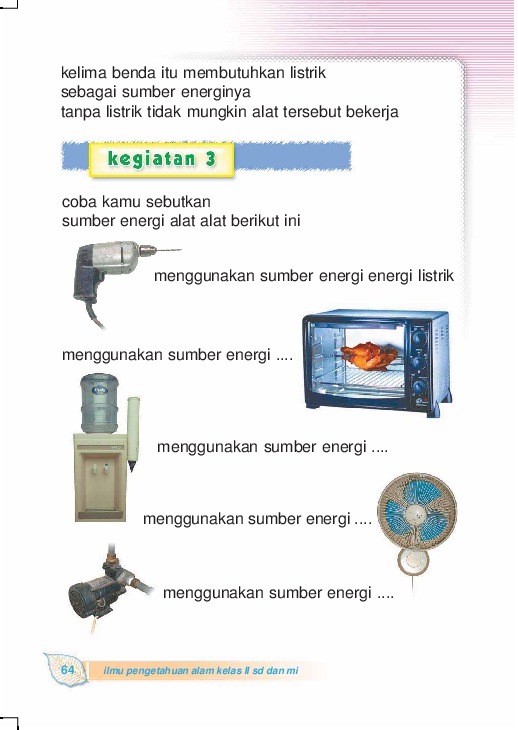 kelima benda itu membutuhkan listrik
sebagai sumber energinya
tanpa listrik tidak mungkin alat tersebut bekerja
kegiatan 3
coba kamu sebutkan
sumber energi alat alat berikut ini
menggunakan sumber energi energi listrik
menggunakan sumber energi ....
menggunakan sumber energi ....
menggunakan sumber energi ....
menggunakan sumber energi ....
64
ilmu pengetahuan alam kelas II sd dan mi